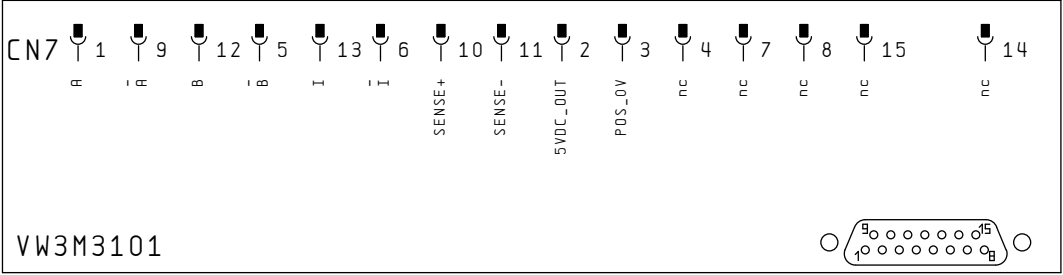 CN7 1 9 12 5 13 6 10 11 2 3 4 7 8 15 14
A Ā B B̄ I Ī SENSE+ SENSE- 5VDC_OUT POS_0V nc nc nc nc nc
VW3M3101
9 15
1 8